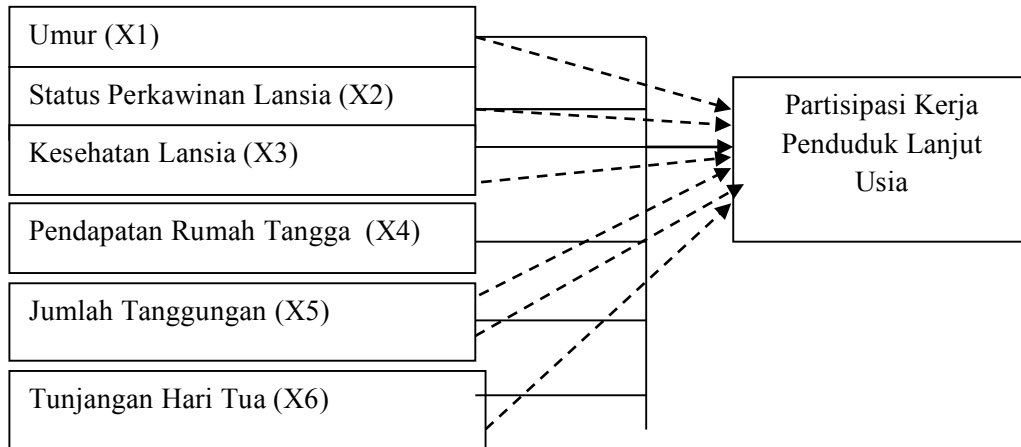 Umur (X1)
Status Perkawinan Lansia (X2)
Kesehatan Lansia (X3)
Pendapatan Rumah Tangga (X4)
Jumlah Tanggungan (X5)
Tunjangan Hari Tua (X6)
Partisipasi Kerja
Penduduk Lanjut
Usia